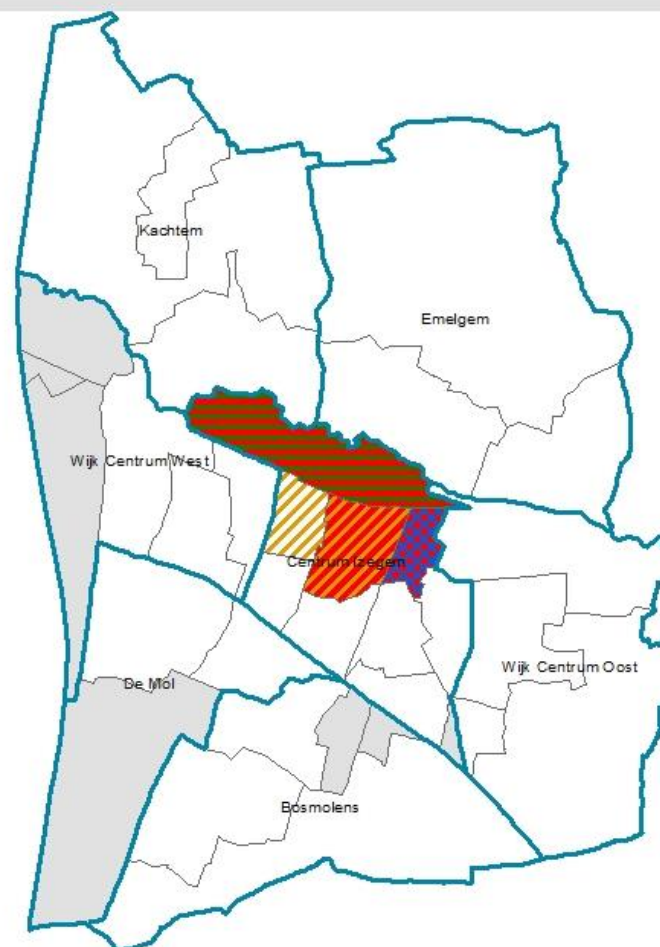 Kachtem
Emelgem
Wijk Centrum West
Centrum Izegem
Wijk Centrum Oost
De Mol
Bosmolens